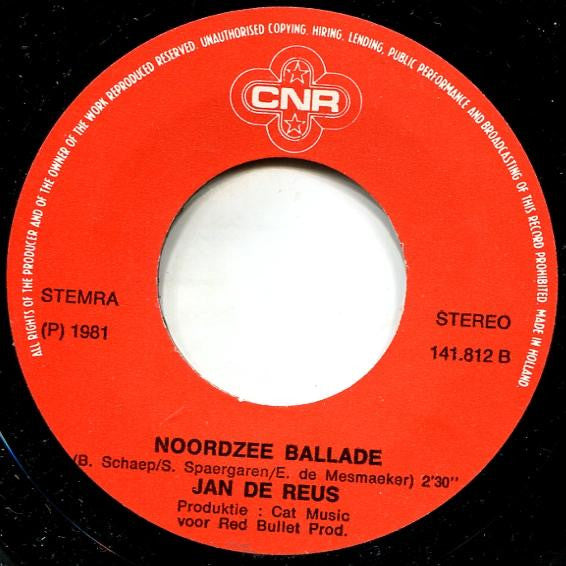 ALL RIGHTS OF THE PRODUCER AND OF THE OWNER OF THE WORK REPRODUCED RESERVED. UNAUTHORISED COPYING, HIRING, LENDING, PUBLIC PERFORMANCE AND BROADCASTING OF THIS RECORD PROHIBITED. MADE IN HOLLAND.
CNR
STEMRA
(P) 1981
STEREO
141.812 B
NOORDZEE BALLADE
(B. Schaep/S. Spaergaren/E. de Mesmaeker) 2'30"
JAN DE REUS
Produktie : Cat Music
voor Red Bullet Prod.